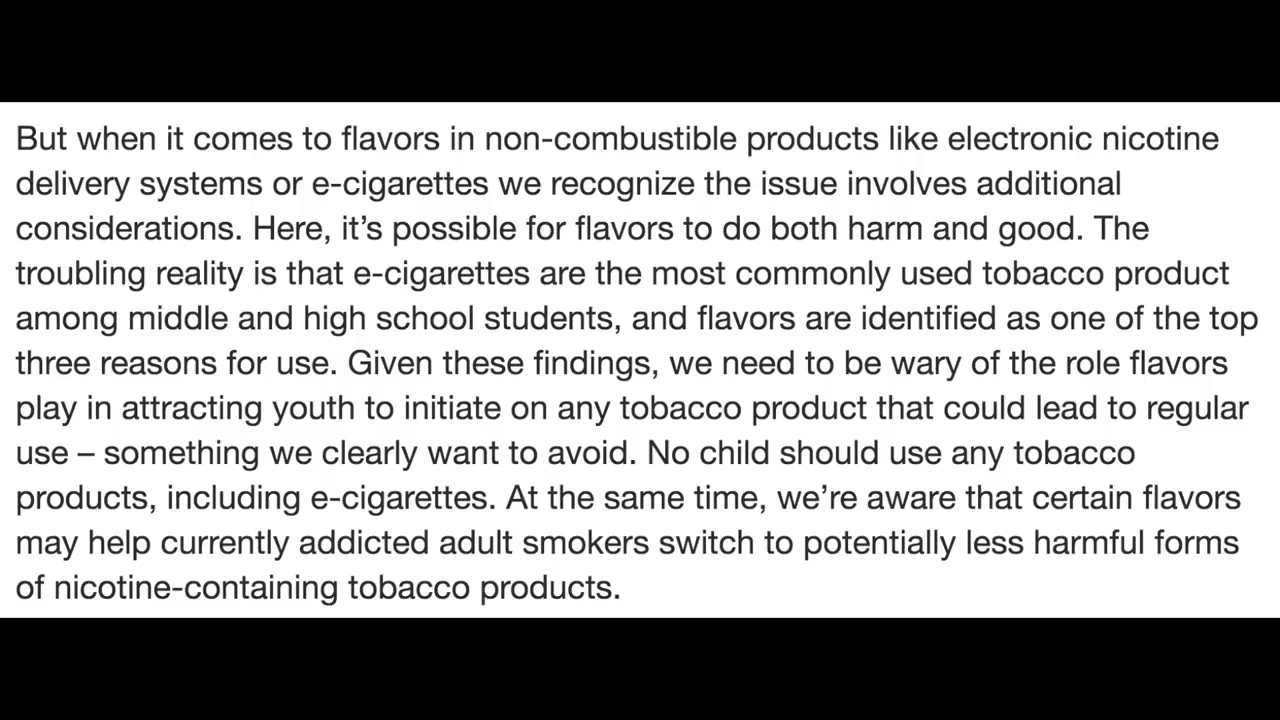 But when it comes to flavors in non-combustible products like electronic nicotine
delivery systems or e-cigarettes we recognize the issue involves additional
considerations. Here, it’s possible for flavors to do both harm and good. The
troubling reality is that e-cigarettes are the most commonly used tobacco product
among middle and high school students, and flavors are identified as one of the top
three reasons for use. Given these findings, we need to be wary of the role flavors
play in attracting youth to initiate on any tobacco product that could lead to regular
use – something we clearly want to avoid. No child should use any tobacco
products, including e-cigarettes. At the same time, we’re aware that certain flavors
may help currently addicted adult smokers switch to potentially less harmful forms
of nicotine-containing tobacco products.